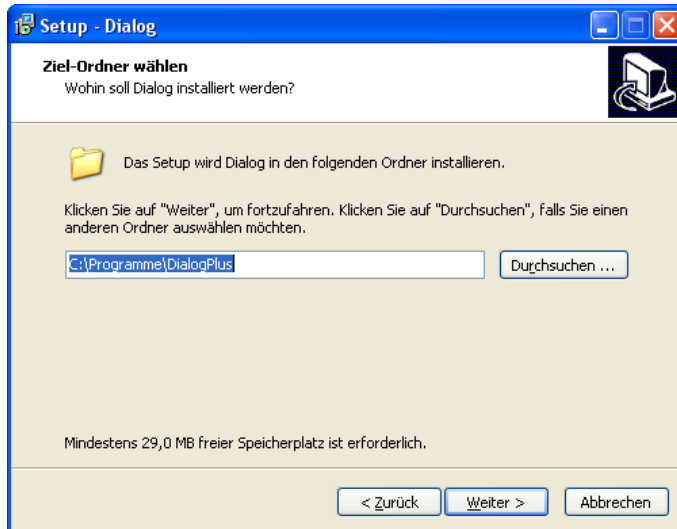 Setup - Dialog
Ziel-Ordner wählen
Wohin soll Dialog installiert werden?
Das Setup wird Dialog in den folgenden Ordner installieren.
Klicken Sie auf "Weiter", um fortzufahren. Klicken Sie auf "Durchsuchen", falls Sie einen
anderen Ordner auswählen möchten.
C:\Programme\DialogPlus
Durchsuchen ...
Mindestens 29,0 MB freier Speicherplatz ist erforderlich.
< Zurück
Weiter >
Abbrechen